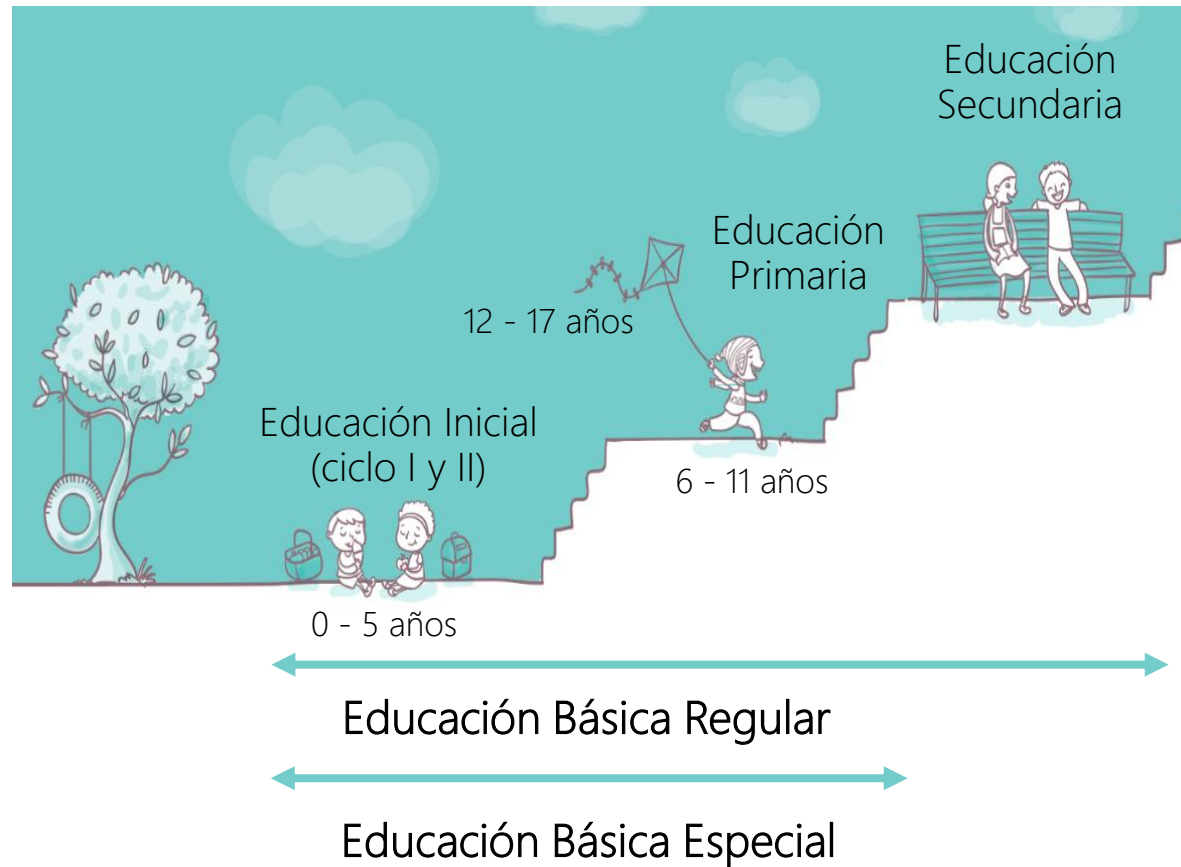 Educación
Secundaria
Educación
Primaria
12 - 17 años
Educación Inicial
(ciclo I y II)
6 - 11 años
0 - 5 años
Educación Básica Regular
Educación Básica Especial